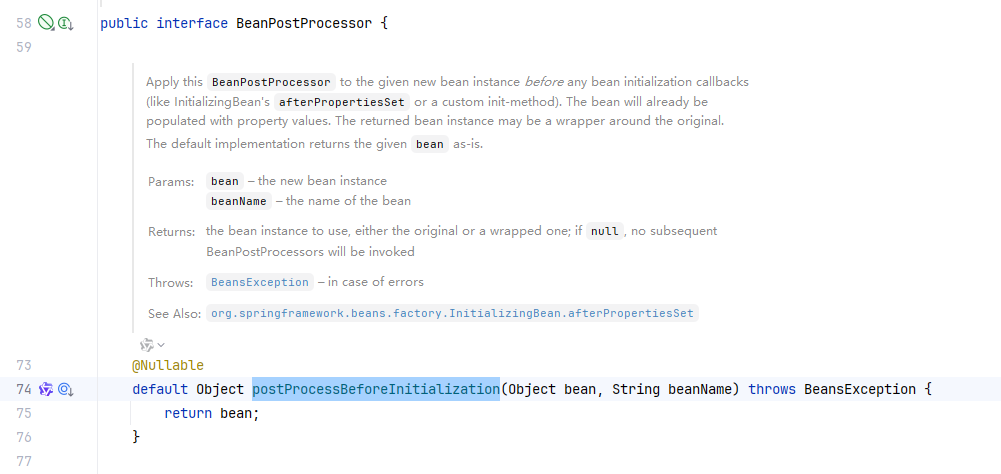 58 public interface BeanPostProcessor {
59
Apply this BeanPostProcessor to the given new bean instance before any bean initialization callbacks
(like InitializingBean's afterPropertiesSet or a custom init-method). The bean will already be
populated with property values. The returned bean instance may be a wrapper around the original.
The default implementation returns the given bean as-is.
Params: bean – the new bean instance
beanName – the name of the bean
Returns: the bean instance to use, either the original or a wrapped one; if null, no subsequent
BeanPostProcessors will be invoked
Throws: BeansException – in case of errors
See Also: org.springframework.beans.factory.InitializingBean.afterPropertiesSet
73 @Nullable
74 default Object postProcessBeforeInitialization(Object bean, String beanName) throws BeansException {
75 return bean;
76 }
77